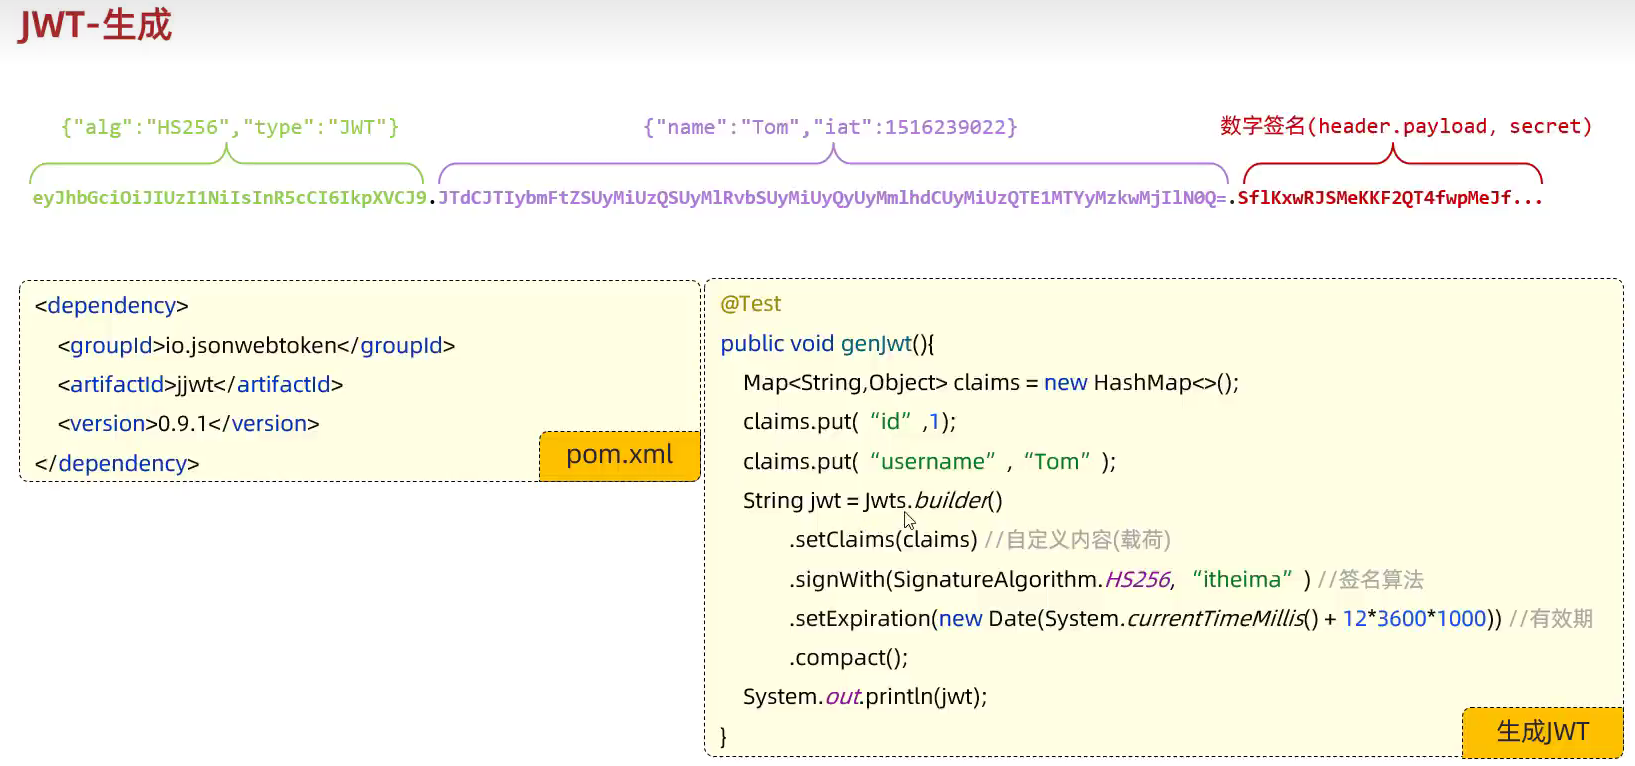 JWT-生成
{"alg":"HS256","type":"JWT"}
{"name":"Tom","iat":1516239022}
数字签名(header.payload, secret)
eyJhbGciOiJIUzI1NiIsInR5cCI6IkpXVCJ9.JTdCJTIybmFtZSUyMiUzQSUyMlRvbSUyMiUyQyUyMmlhdCUyMiUzQTE1MTYyMzkwMjIlN0Q=.SflKxwRJSMeKKF2QT4fwpMeJf...
<dependency>
<groupId>io.jsonwebtoken</groupId>
<artifactId>jjwt</artifactId>
<version>0.9.1</version>
</dependency>
pom.xml
@Test
public void genJwt(){
Map<String,Object> claims = new HashMap<>();
claims.put( “id” ,1);
claims.put( “username” , “Tom” );
String jwt = Jwts.builder()
.setClaims(claims) //自定义内容(载荷)
.signWith(SignatureAlgorithm.HS256, “itheima” ) //签名算法
.setExpiration(new Date(System.currentTimeMillis() + 12*3600*1000)) //有效期
.compact();
System.out.println(jwt);
}
生成JWT